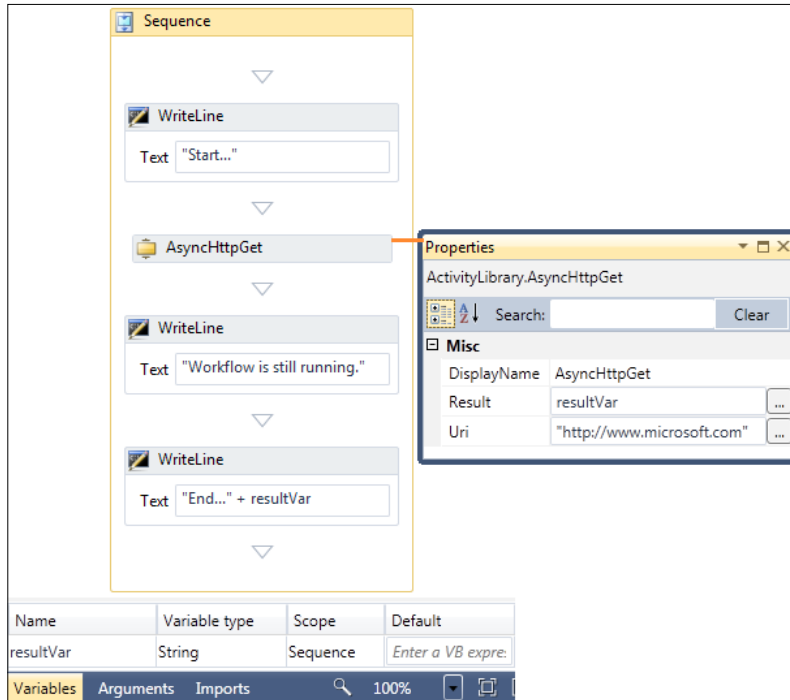 Sequence
WriteLine
Text "Start..."
AsyncHttpGet
WriteLine
Text "Workflow is still running."
WriteLine
Text "End..." + resultVar
Properties
ActivityLibrary.AsyncHttpGet
A Z Search: Clear
Misc
DisplayName AsyncHttpGet
Result resultVar ...
Uri "http://www.microsoft.com" ...
Name Variable type Scope Default
resultVar String Sequence Enter a VB expre:
Variables Arguments Imports 100%